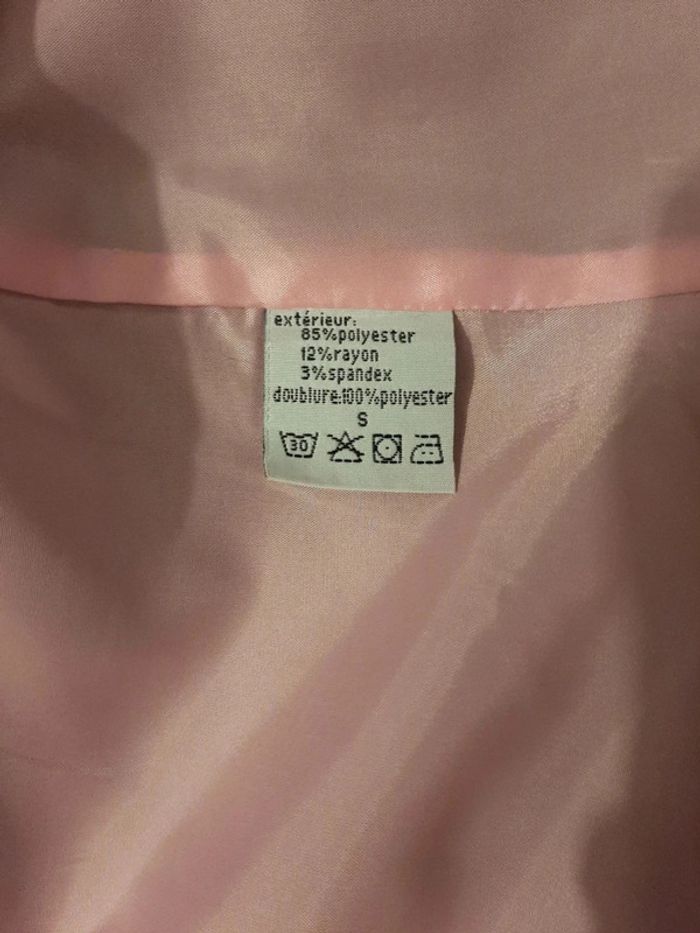 extérieur:
85%polyester
12%rayon
3%spandex
doublure:100%polyester
S
30